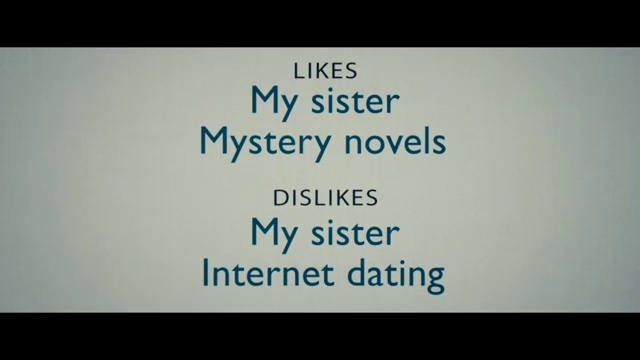 LIKES
My sister
Mystery novels
DISLIKES
My sister
Internet dating